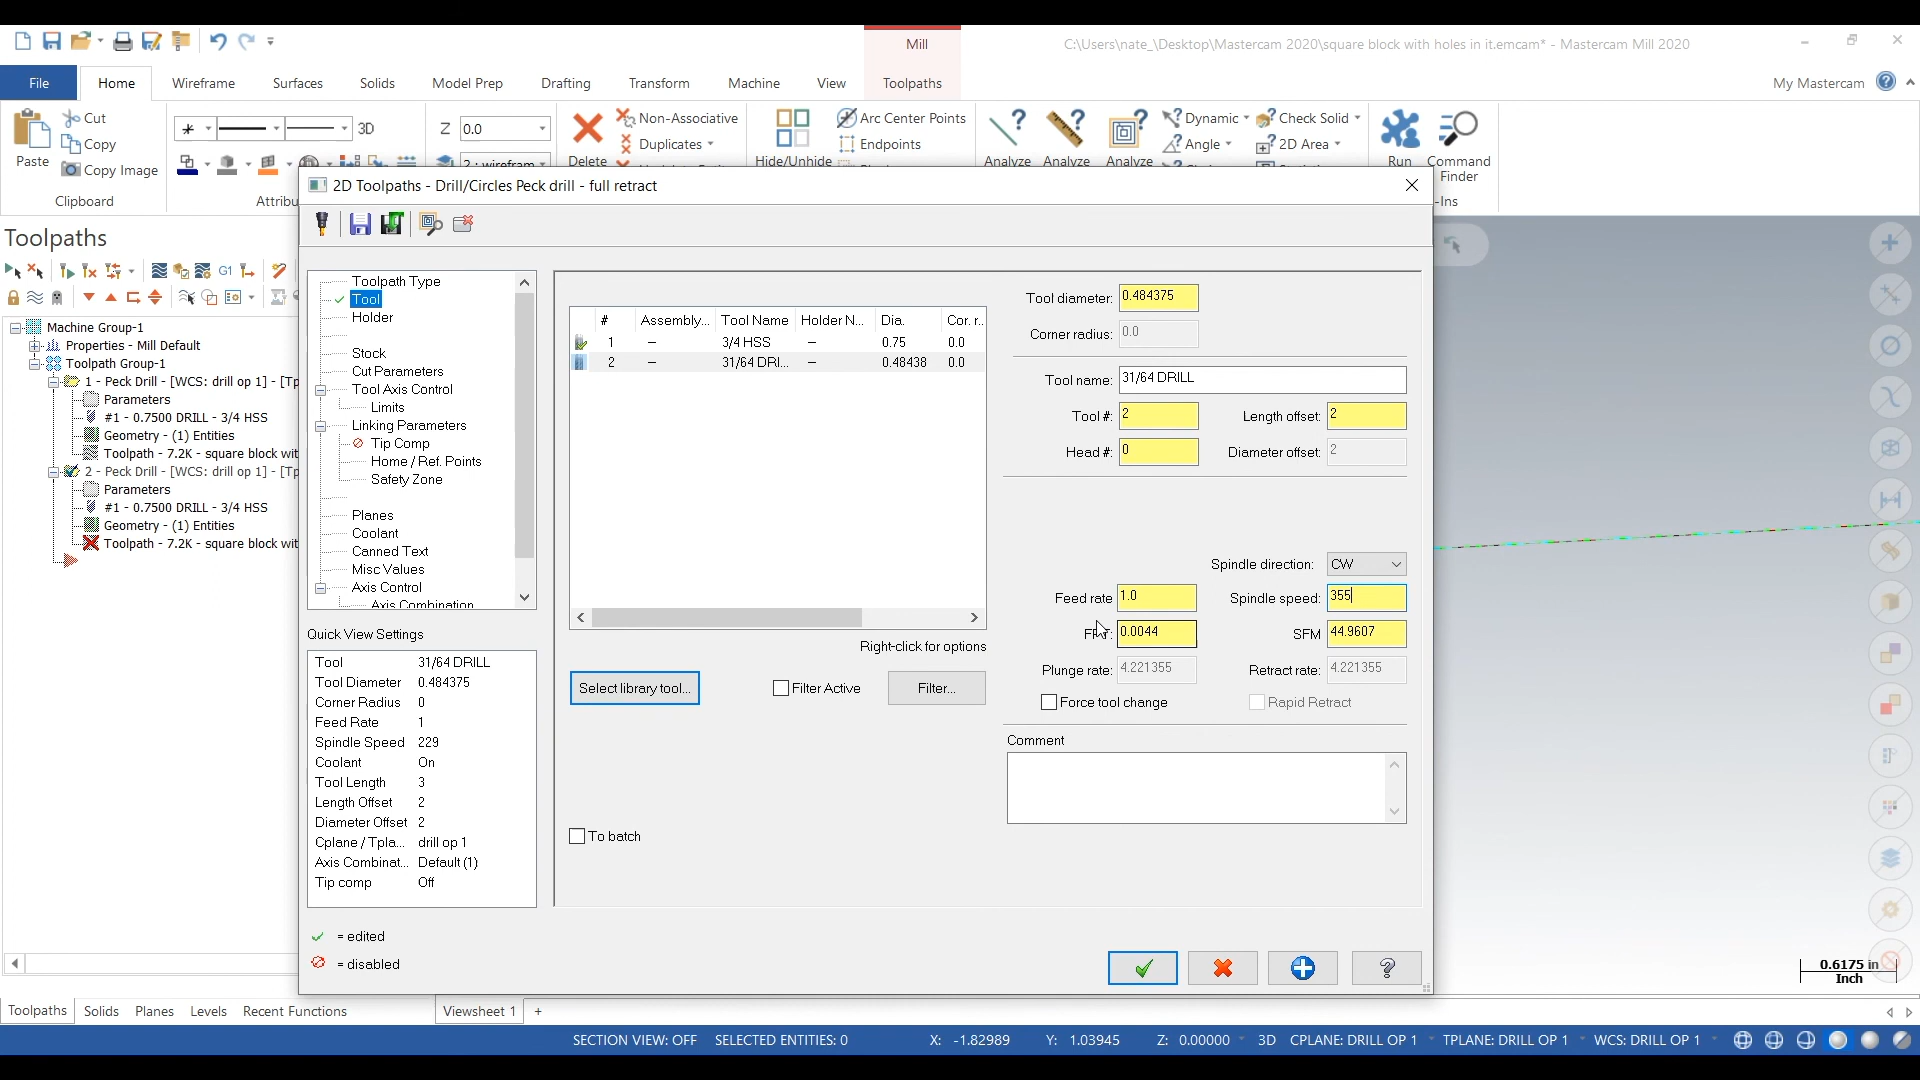 Mill
C:\Users\nate_\Desktop\Mastercam 2020\square block with holes in it.emcam* - Mastercam Mill 2020
File Home Wireframe Surfaces Solids Model Prep Drafting Transform Machine View Toolpaths My Mastercam
Paste
Cut
Copy
Copy Image
Clipboard
3D
Attribu
Z 0.0
2 : wirefram
Delete
Non-Associative
Duplicates
Hide/Unhide
Arc Center Points
Endpoints
Analyze Analyze Analyze
Dynamic
Angle
Check Solid
2D Area
Run
Command
Finder
-Ins
Toolpaths
G1
Machine Group-1
Properties - Mill Default
Toolpath Group-1
1 - Peck Drill - [WCS: drill op 1] - [Tp
Parameters
#1 - 0.7500 DRILL - 3/4 HSS
Geometry - (1) Entities
Toolpath - 7.2K - square block wit
2 - Peck Drill - [WCS: drill op 1] - [Tp
Parameters
#1 - 0.7500 DRILL - 3/4 HSS
Geometry - (1) Entities
Toolpath - 7.2K - square block wit
2D Toolpaths - Drill/Circles Peck drill - full retract
Toolpath Type
Tool
Holder
Stock
Cut Parameters
Tool Axis Control
Limits
Linking Parameters
Tip Comp
Home / Ref. Points
Safety Zone
Planes
Coolant
Canned Text
Misc Values
Axis Control
Axis Combination
Quick View Settings
Tool 31/64 DRILL
Tool Diameter 0.484375
Corner Radius 0
Feed Rate 1
Spindle Speed 229
Coolant On
Tool Length 3
Length Offset 2
Diameter Offset 2
Cplane / Tpla... drill op 1
Axis Combinat... Default (1)
Tip comp Off
= edited
= disabled
# Assembly... Tool Name Holder N... Dia. Cor. r..
1 – 3/4 HSS – 0.75 0.0
2 – 31/64 DRI... – 0.48438 0.0
Right-click for options
Select library tool...
Filter Active
Filter...
To batch
Tool diameter: 0.484375
Corner radius: 0.0
Tool name: 31/64 DRILL
Tool #: 2 Length offset: 2
Head #: 0 Diameter offset: 2
Spindle direction: CW
Feed rate 1.0 Spindle speed: 355
0.0044 SFM 44.9607
Plunge rate: 4.221355 Retract rate: 4.221355
Force tool change Rapid Retract
Comment
0.6175 in
Inch
Toolpaths Solids Planes Levels Recent Functions Viewsheet 1 +
SECTION VIEW: OFF SELECTED ENTITIES: 0 X: -1.82989 Y: 1.03945 Z: 0.00000 3D CPLANE: DRILL OP 1 TPLANE: DRILL OP 1 WCS: DRILL OP 1